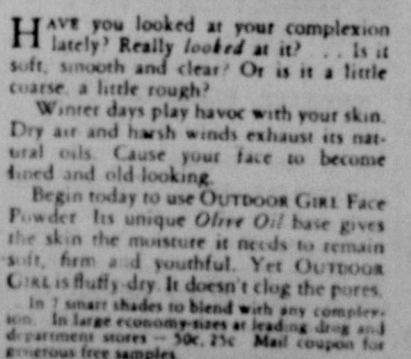 HAVE you looked at your complexion
lately? Really looked at it? . . . Is it
soft, smooth and clear? Or is it a little
coarse, a little rough?
Winter days play havoc with your skin.
Dry air and harsh winds exhaust its nat-
ural oils. Cause your face to become
lined and old-looking.
Begin today to use OUTDOOR GIRL Face
Powder. Its unique Olive Oil base gives
the skin the moisture it needs to remain
soft, firm and youthful. Yet OUTDOOR
GIRL is fluffy-dry. It doesn't clog the pores.
In 7 smart shades to blend with any complex-
ion. In large economy-sizes at leading drug and
department stores — 50c, 25c Mail coupon for
generous free samples.